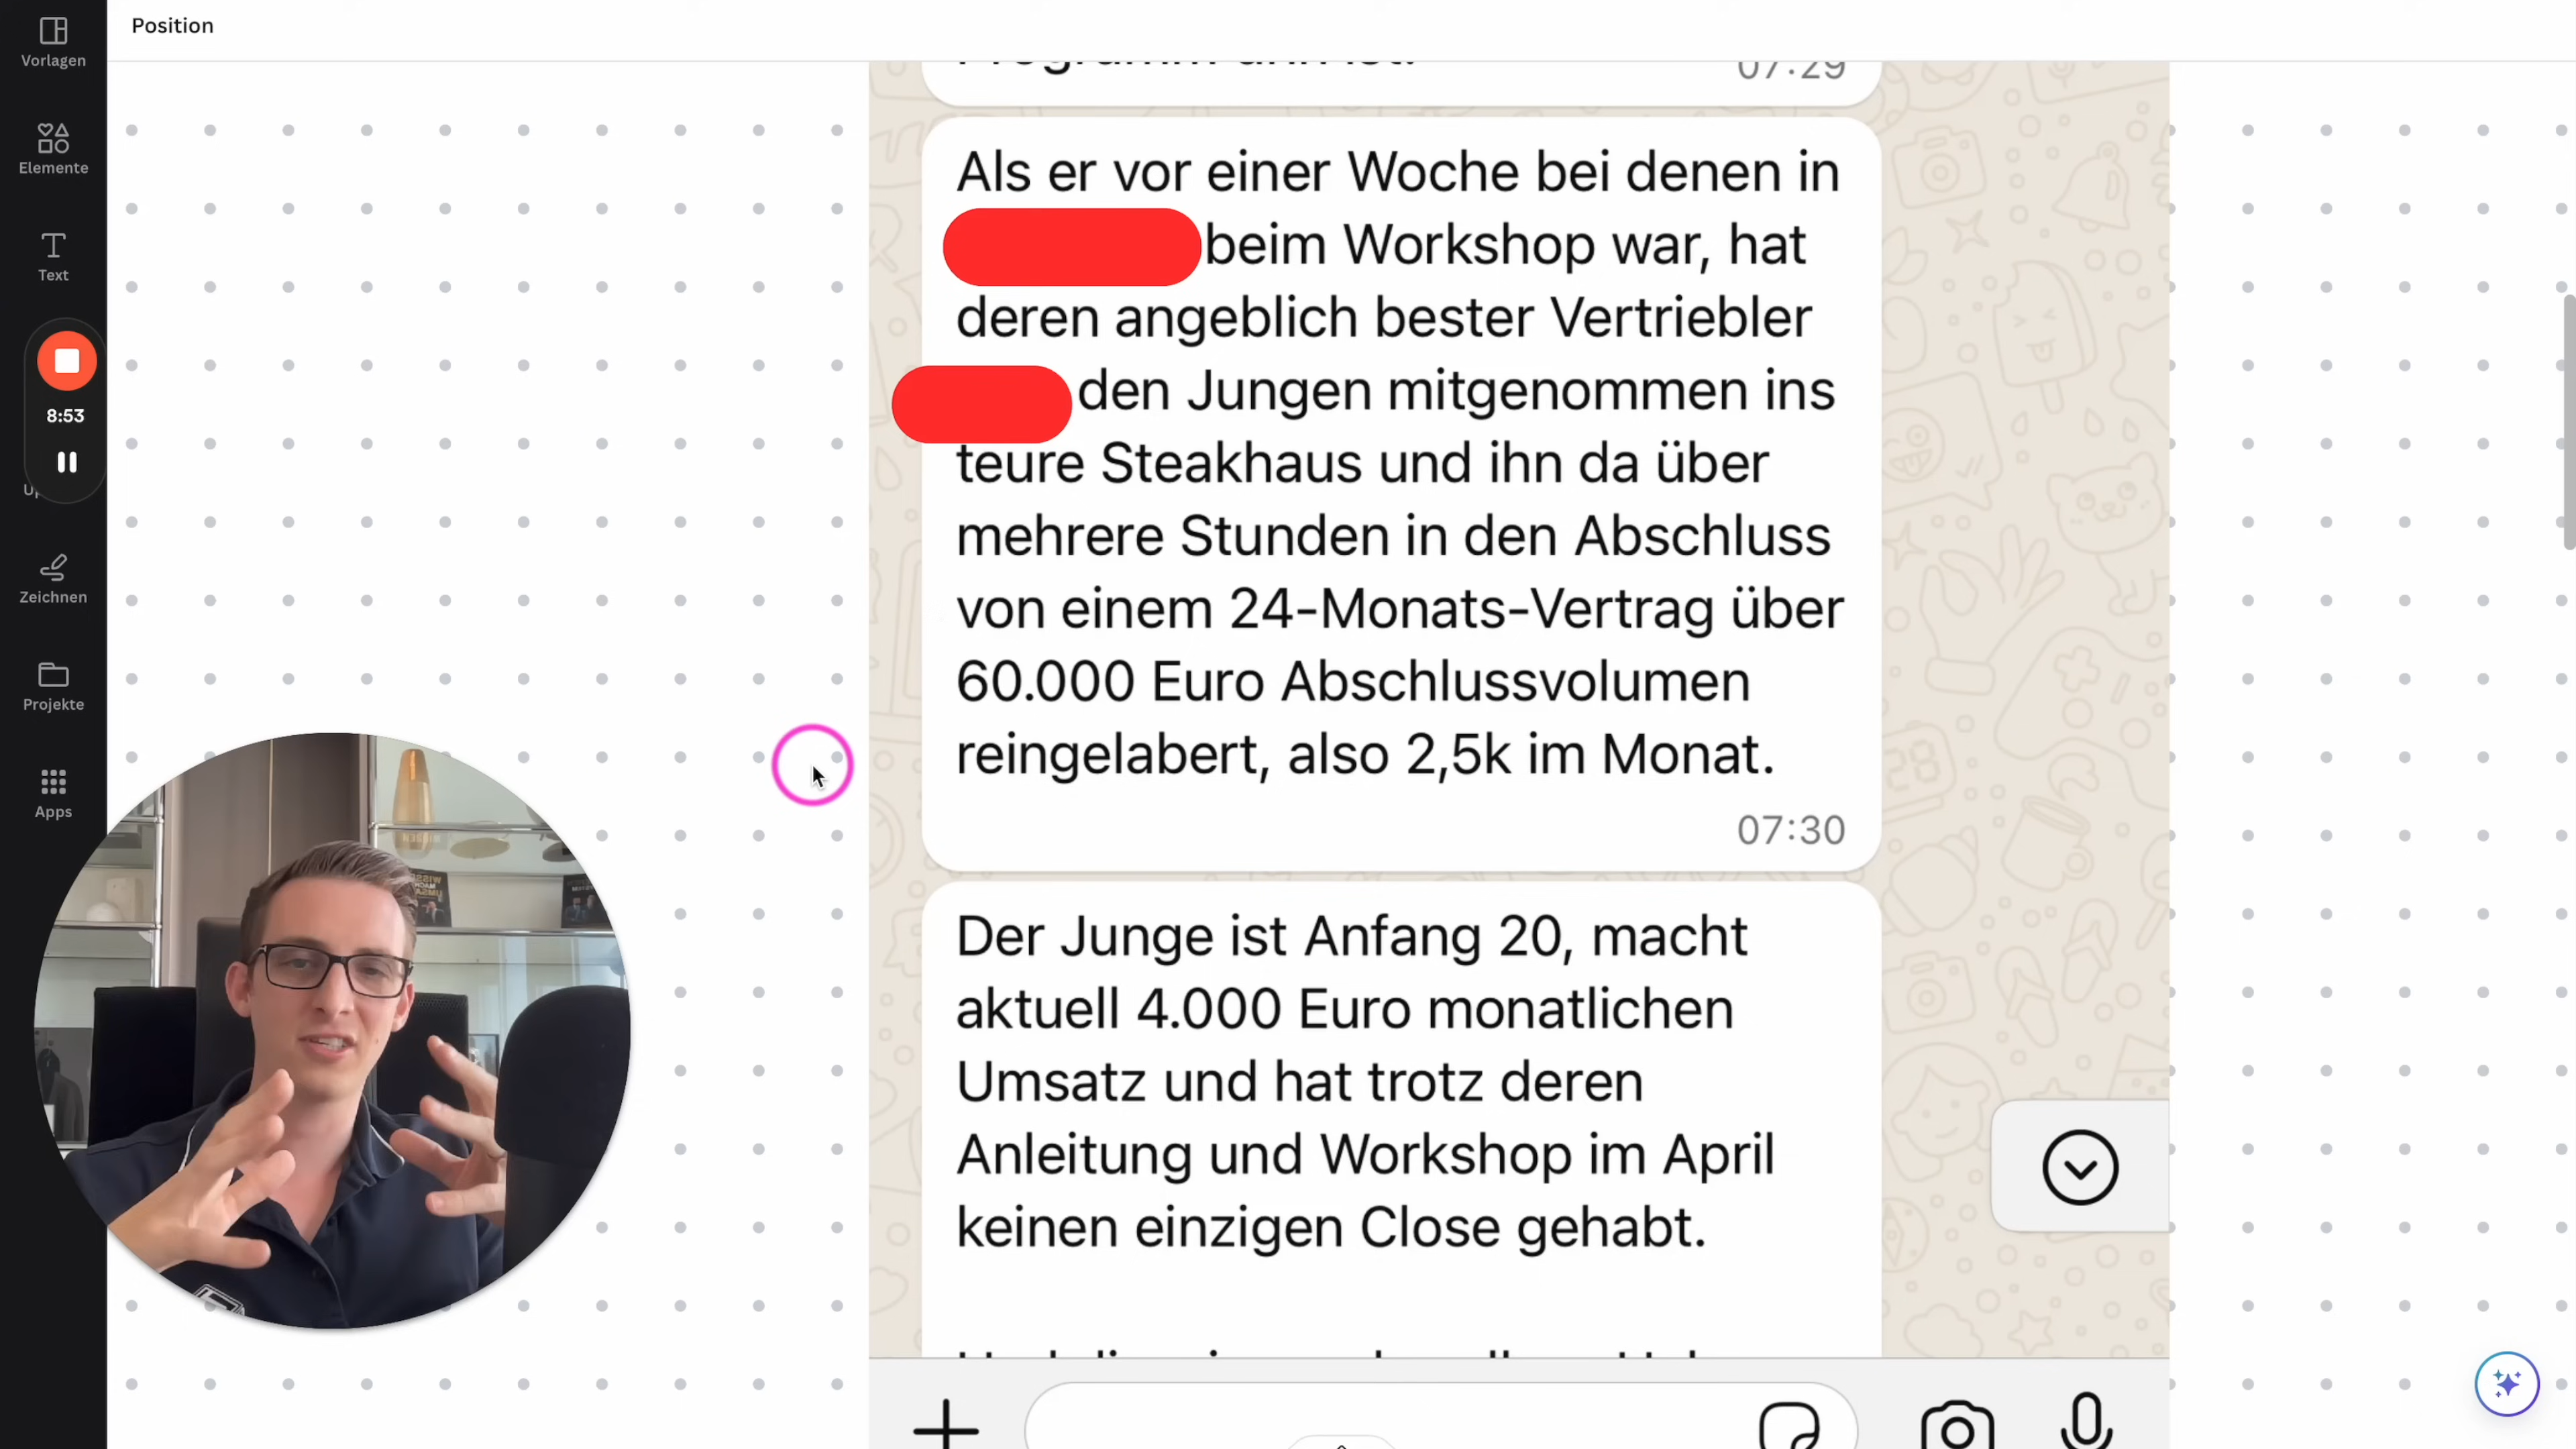 Position
Vorlagen
Elemente
Text
8:53
Zeichnen
Projekte
Apps
07:29
Als er vor einer Woche bei denen in
beim Workshop war, hat
deren angeblich bester Vertriebler
den Jungen mitgenommen ins
teure Steakhaus und ihn da über
mehrere Stunden in den Abschluss
von einem 24-Monats-Vertrag über
60.000 Euro Abschlussvolumen
reingelabert, also 2,5k im Monat.
07:30
Der Junge ist Anfang 20, macht
aktuell 4.000 Euro monatlichen
Umsatz und hat trotz deren
Anleitung und Workshop im April
keinen einzigen Close gehabt.